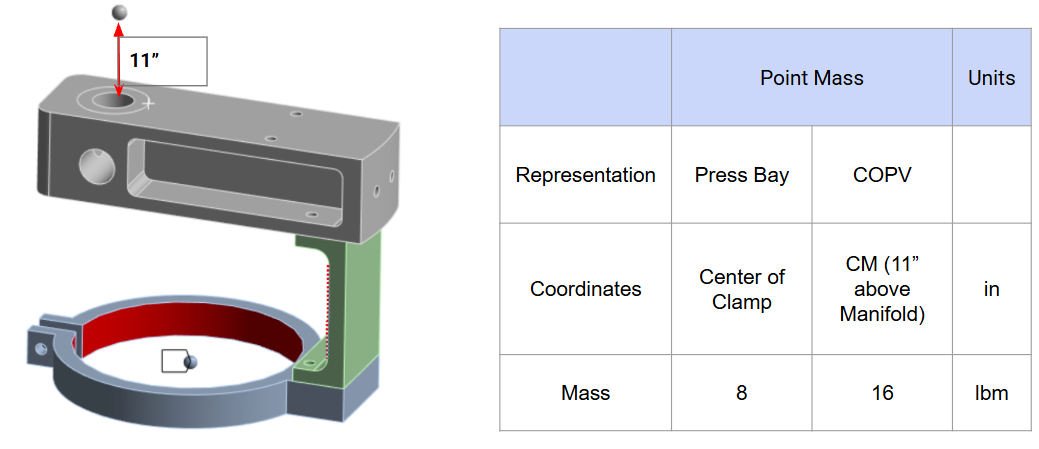 11”
Point Mass
Units
Representation
Press Bay
COPV
Coordinates
Center of
Clamp
CM (11”
above
Manifold)
in
Mass
8
16
lbm